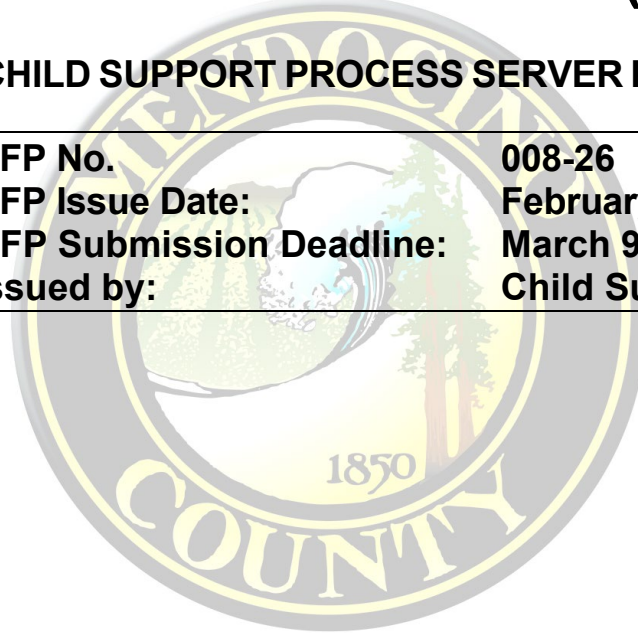 CHILD SUPPORT PROCESS SERVER
FP No. 008-26
FP Issue Date: Februar
FP Submission Deadline: March 9
ssued by: Child Su
MENDOCINO
1850
COUNTY